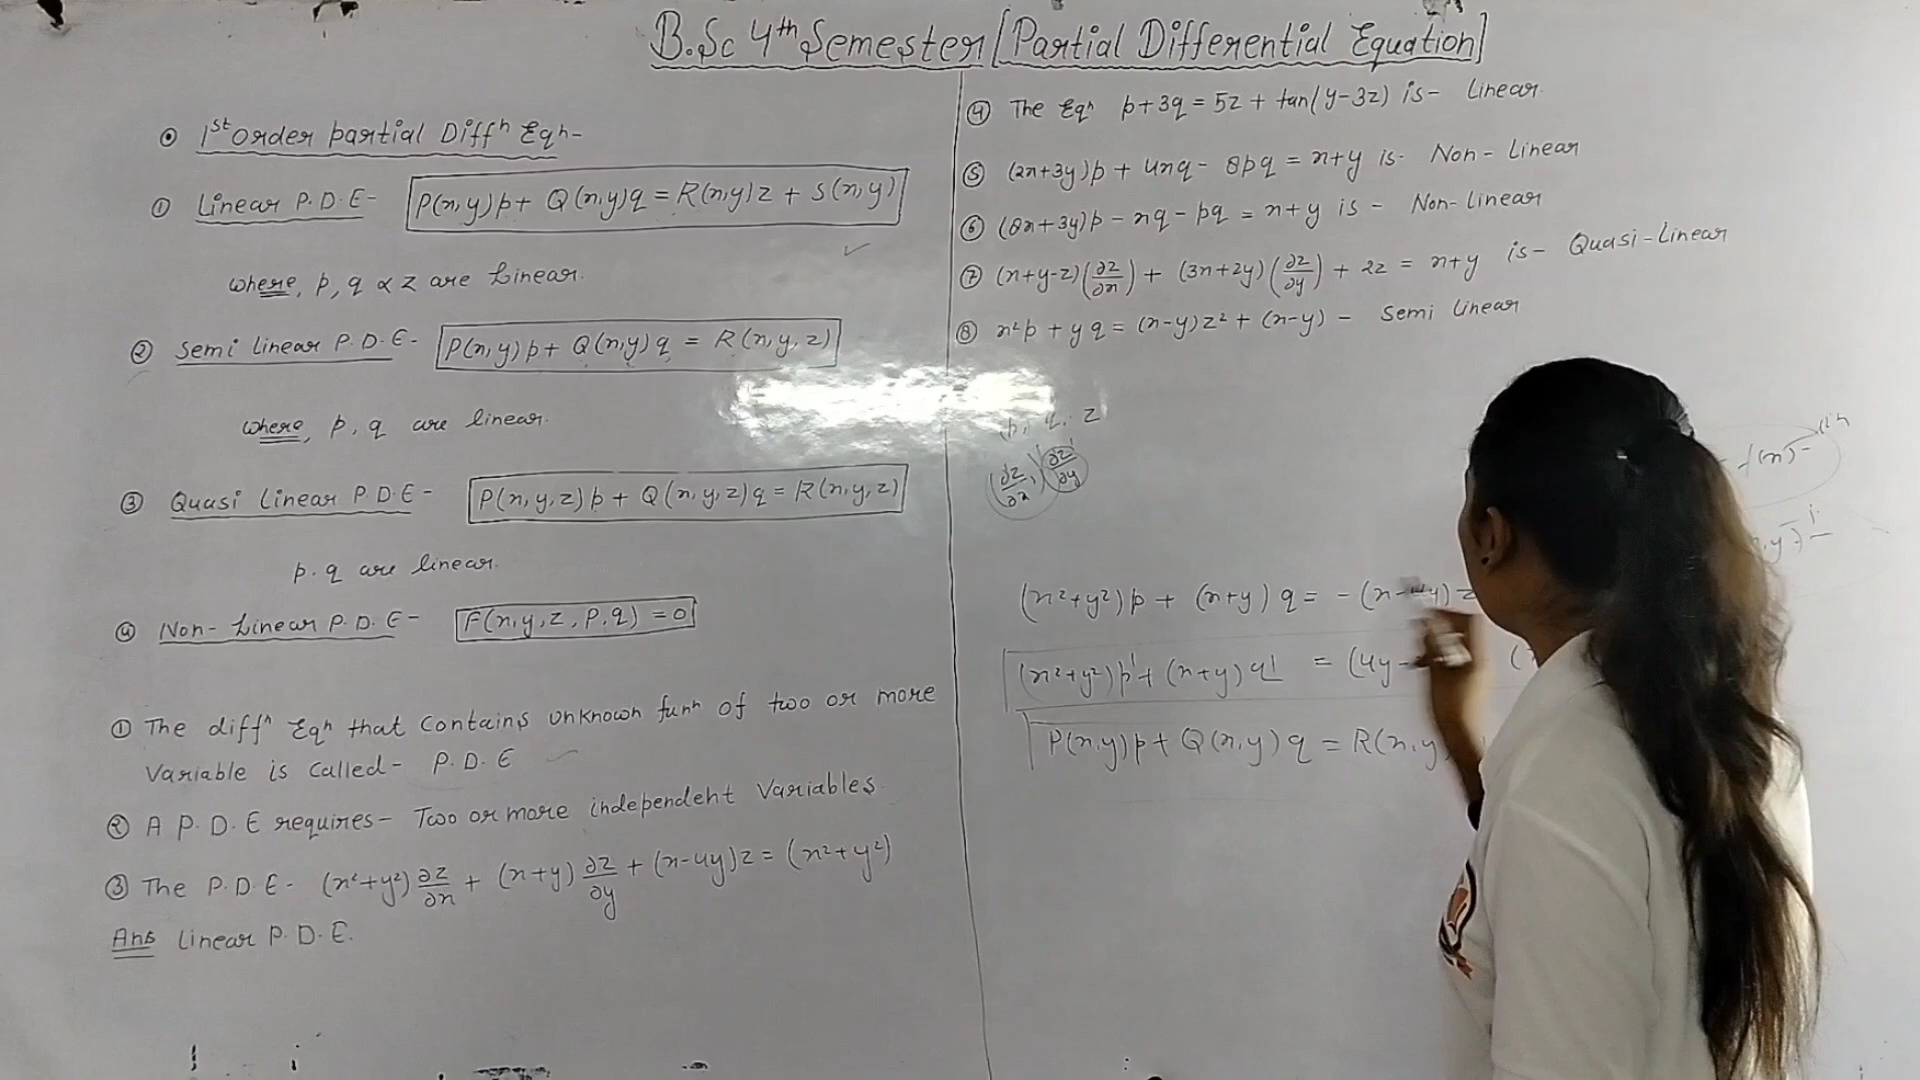 B.Sc 4th Semester [Partial Differential Equation]
⊙ 1st Order partial Diffn Eqn-
① Linear P.D.E- P(x,y)p + Q(x,y)q = R(x,y)z + S(x,y)
where, p, q & z are Linear.
② Semi linear P.D.E- P(x,y)p + Q(x,y)q = R(x,y,z)
where, p, q are linear.
③ Quasi Linear P.D.E- P(x,y,z)p + Q(x,y,z)q = R(x,y,z)
p.q are linear.
④ Non-Linear P.D.E- F(x,y,z,p,q) = 0
① The diffn Eqn that contains unknown funn of two or more
Variable is called- P.D.E
② A P.D.E requires- Two or more independent Variables.
③ The P.D.E- (x²+y²) ∂z/∂x + (x+y) ∂z/∂y + (x-4y)z = (x²+y²)
Ans Linear P.D.E.
④ The Eqn p+3q = 5z + tan(y-3z) is- Linear.
⑤ (2x+3y)p + 4xq - 8pq = x+y is- Non-Linear
⑥ (8x+3y)p - xq - pq = x+y is- Non-Linear
⑦ (x+y-z)(∂z/∂x) + (3x+2y)(∂z/∂y) + 2z = x+y is- Quasi-Linear
⑧ x²p + yq = (x-y)z² + (x-y) - Semi Linear
p, q, z
(∂z/∂x, ∂z/∂y)
(x²+y²)p + (x+y)q = -(x-4y)z
(x²+y²)p + (x+y)q = (4y-
P(x,y)p + Q(x,y)q = R(x,y